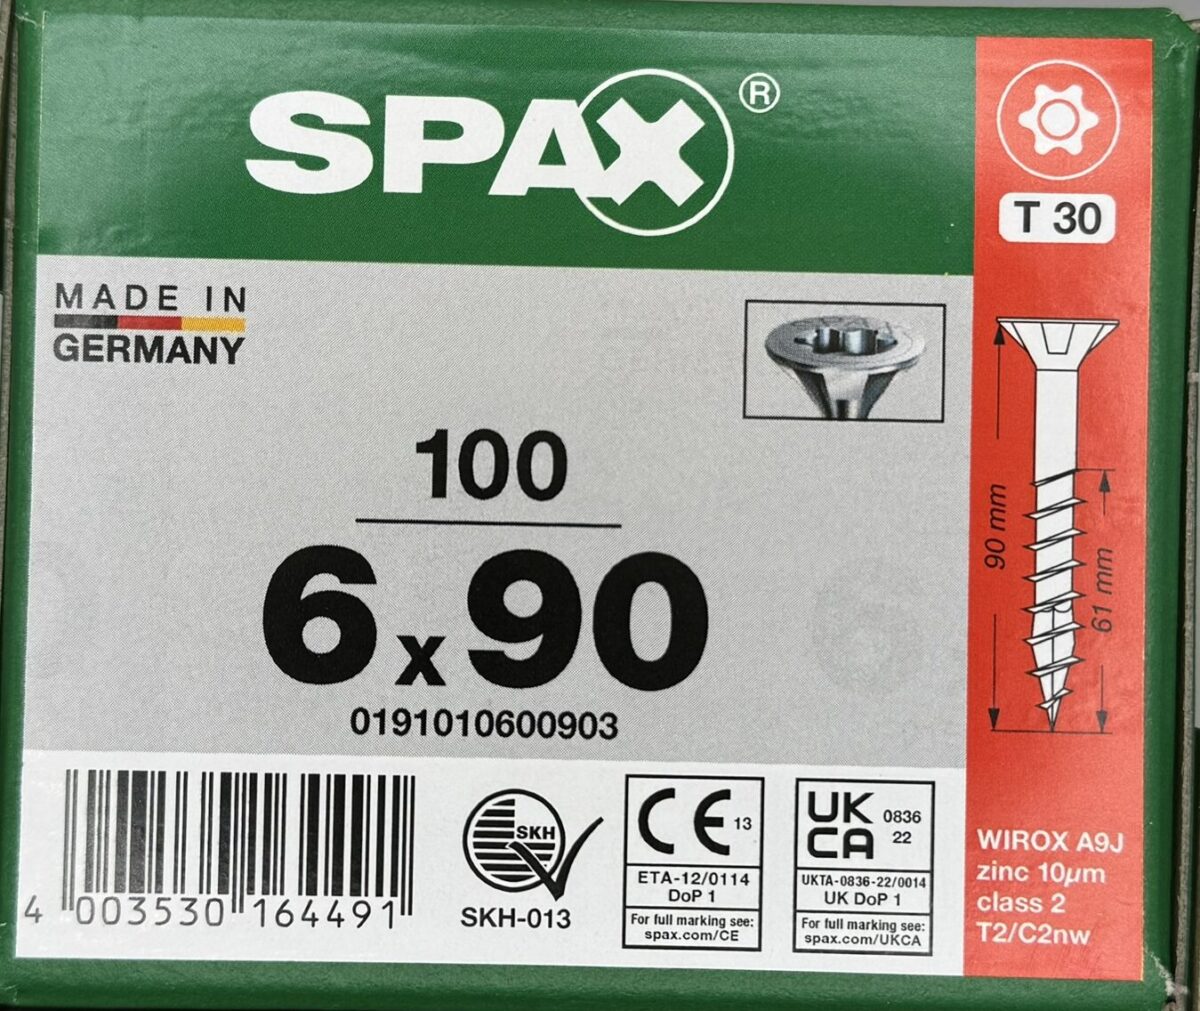 SPAX®
T 30
MADE IN
GERMANY
100
6x90
0191010600903
90 mm
61 mm
4 003530 164491
SKH
SKH-013
CE 13
ETA-12/0114
DoP 1
For full marking see:
spax.com/CE
UK
CA
0836
22
UKTA-0836-22/0014
UK DoP 1
For full marking see:
spax.com/UKCA
WIROX A9J
zinc 10µm
class 2
T2/C2nw